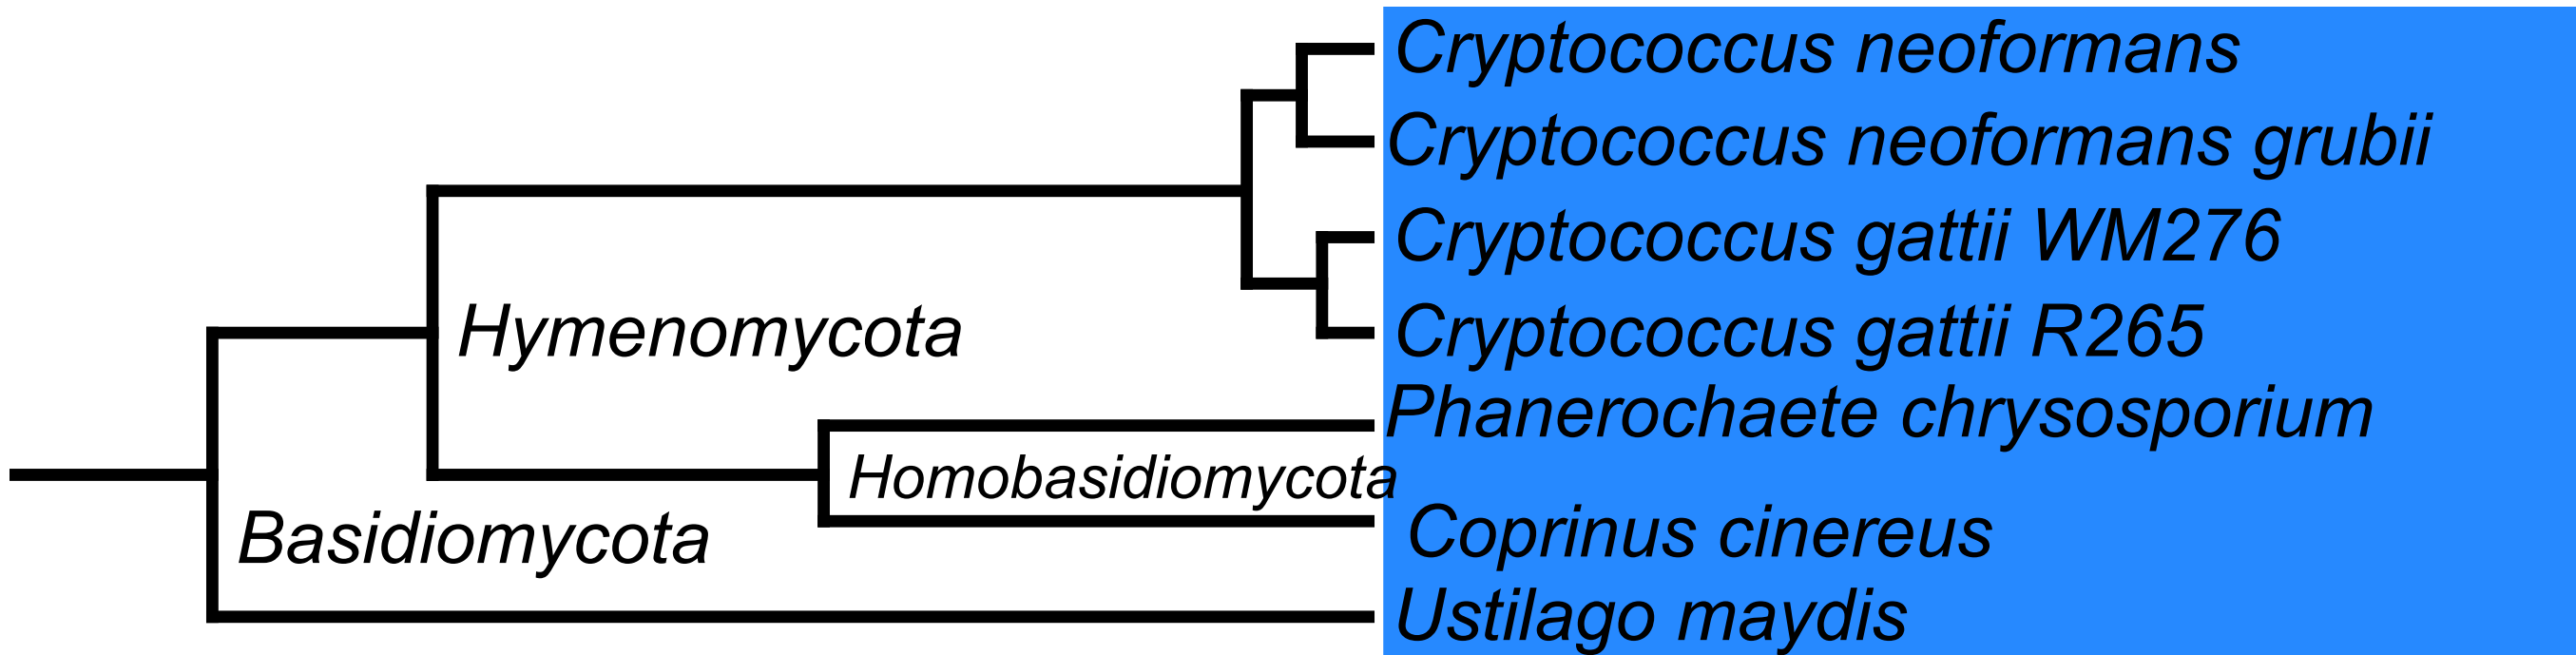 Cryptococcus neoformans
Cryptococcus neoformans grubii
Cryptococcus gattii WM276
Hymenomycota
Cryptococcus gattii R265
Phanerochaete chrysosporium
Homobasidiomycota
Basidiomycota
Coprinus cinereus
Ustilago maydis